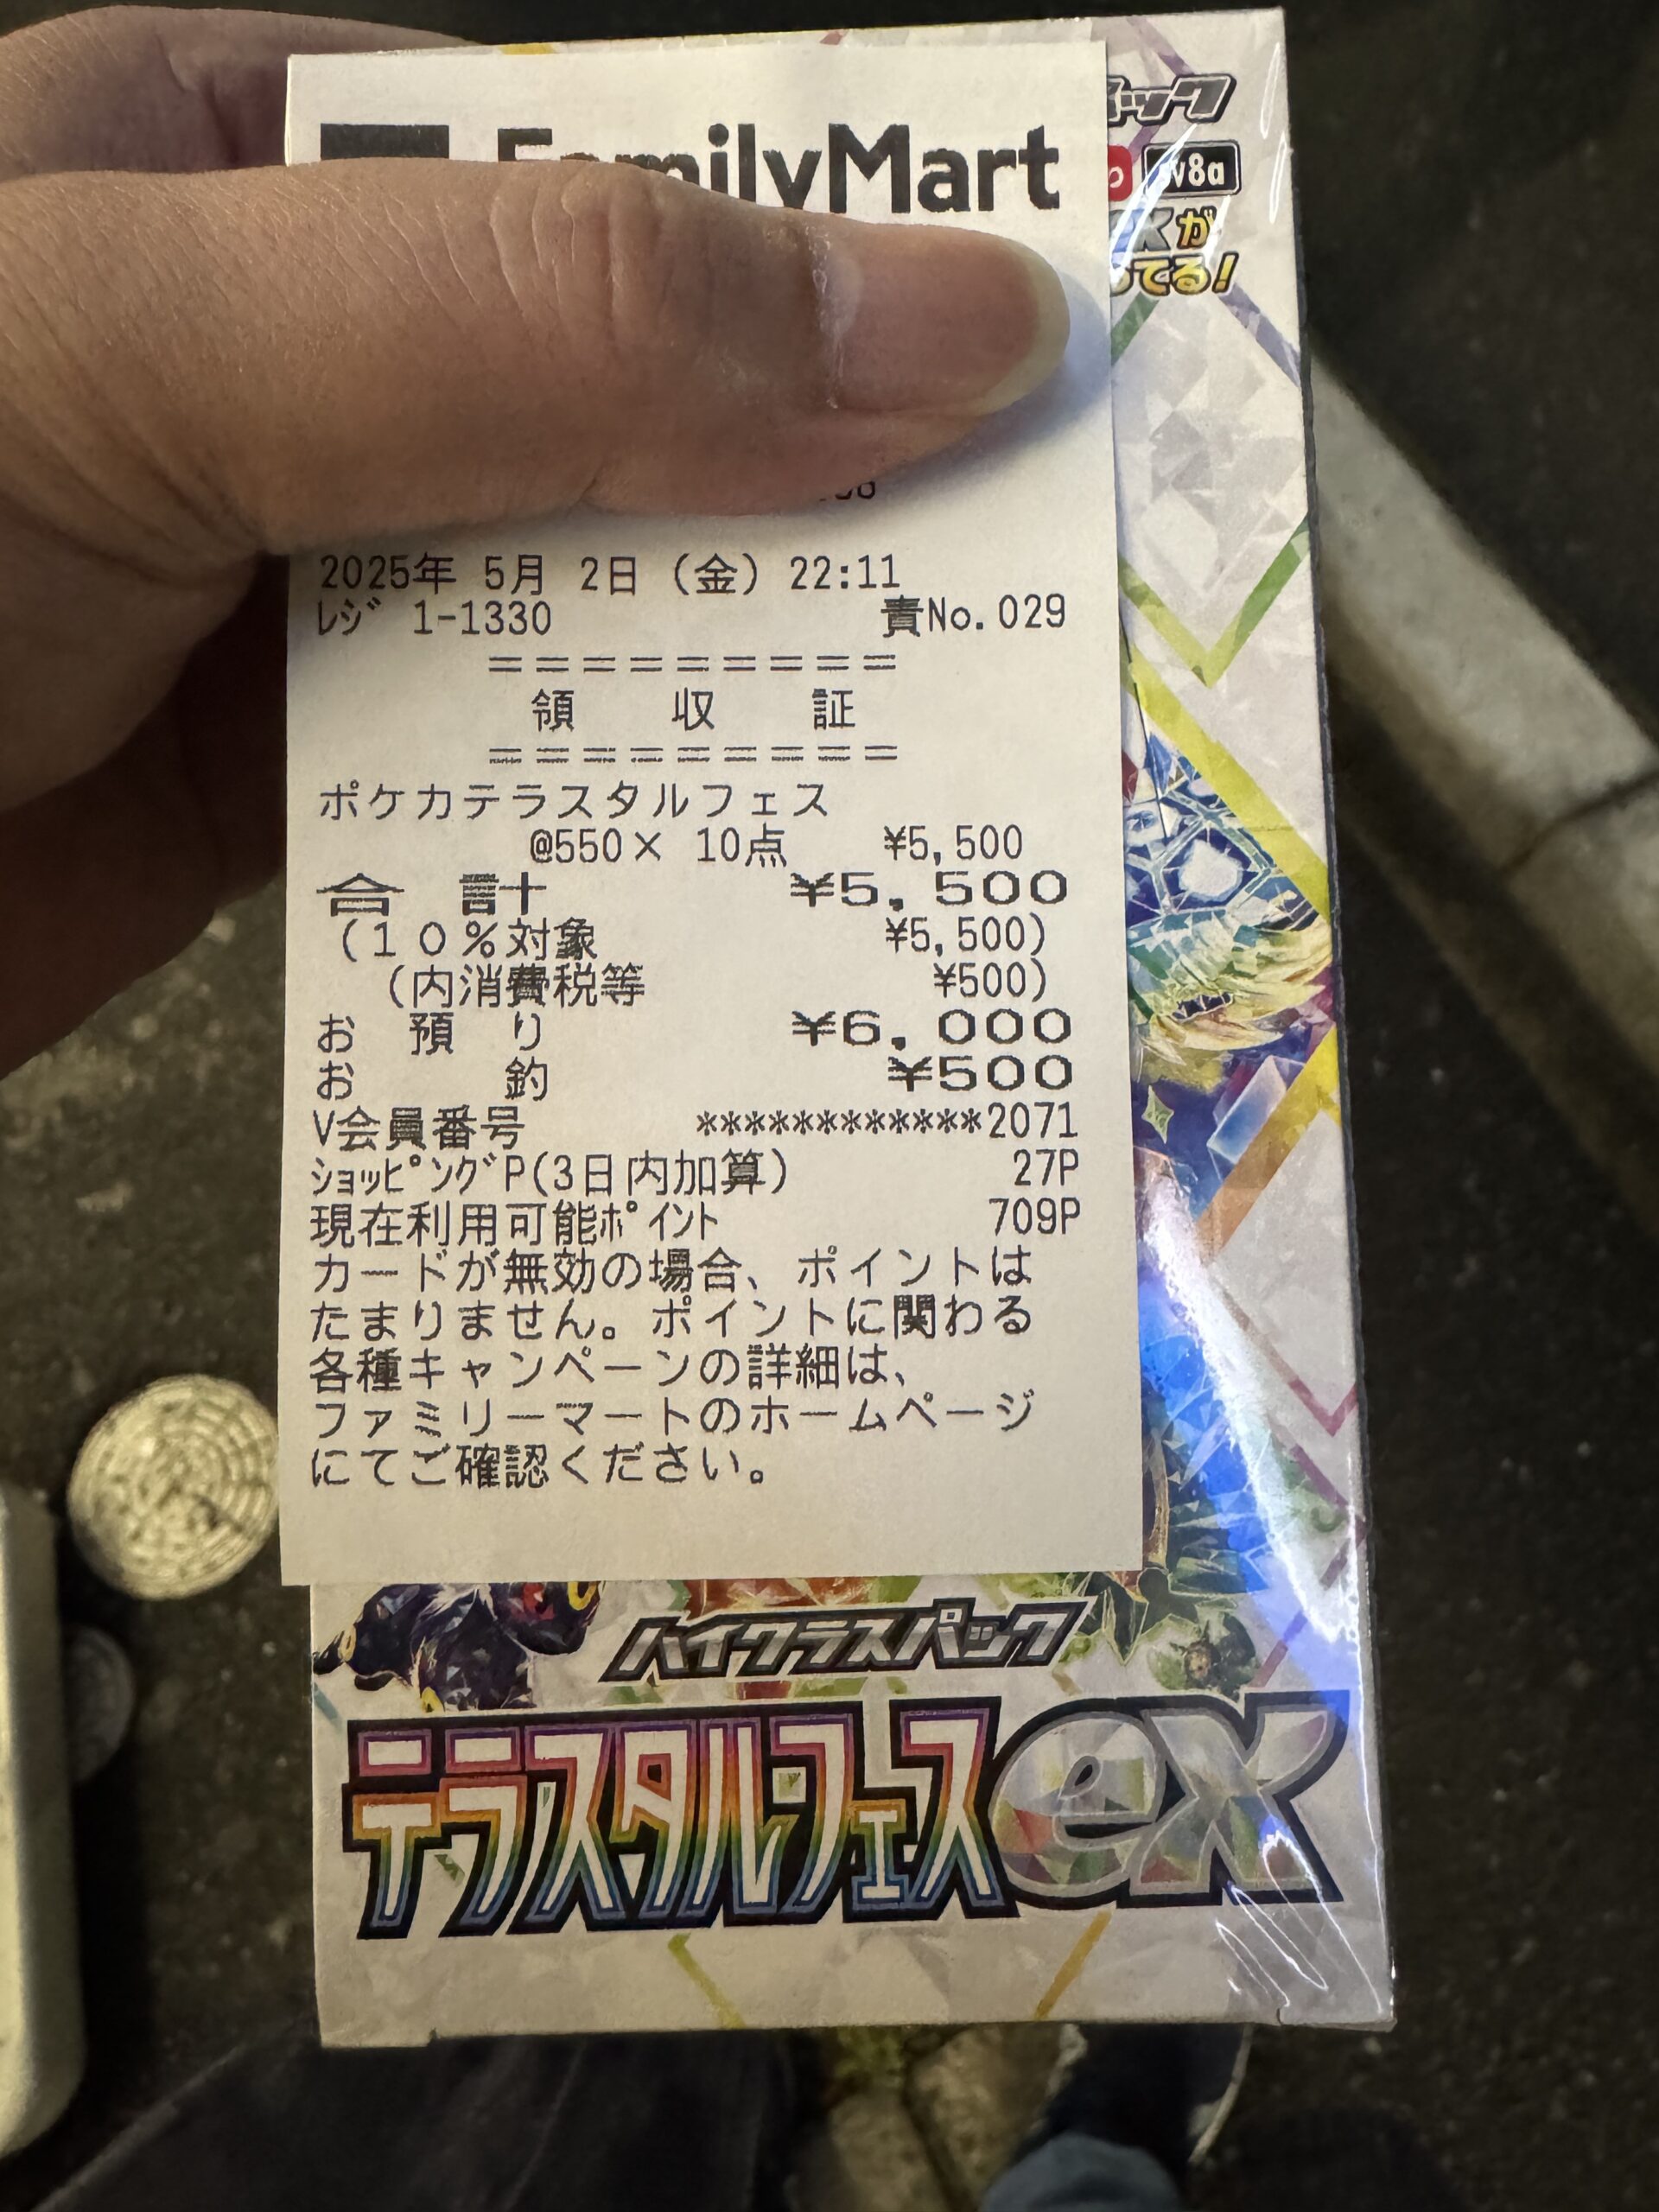 FamilyMart
ック
sv8a
が
てる！
2025年 5月 2日 (金) 22:11
ﾚｼﾞ 1-1330 責No.029
=========
領 収 証
=========
ポケカテラスタルフェス
@550× 10点 ¥5,500
合 計 ¥5,500
(10%対象 ¥5,500)
(内消費税等 ¥500)
お 預 り ¥6,000
お 釣 ¥500
V会員番号 ************2071
ｼｮｯﾋﾟﾝｸﾞP(3日内加算) 27P
現在利用可能ﾎﾟｲﾝﾄ 709P
カードが無効の場合、ポイントは
たまりません。ポイントに関わる
各種キャンペーンの詳細は、
ファミリーマートのホームページ
にてご確認ください。
ハイクラスパック
テラスタルフェスex